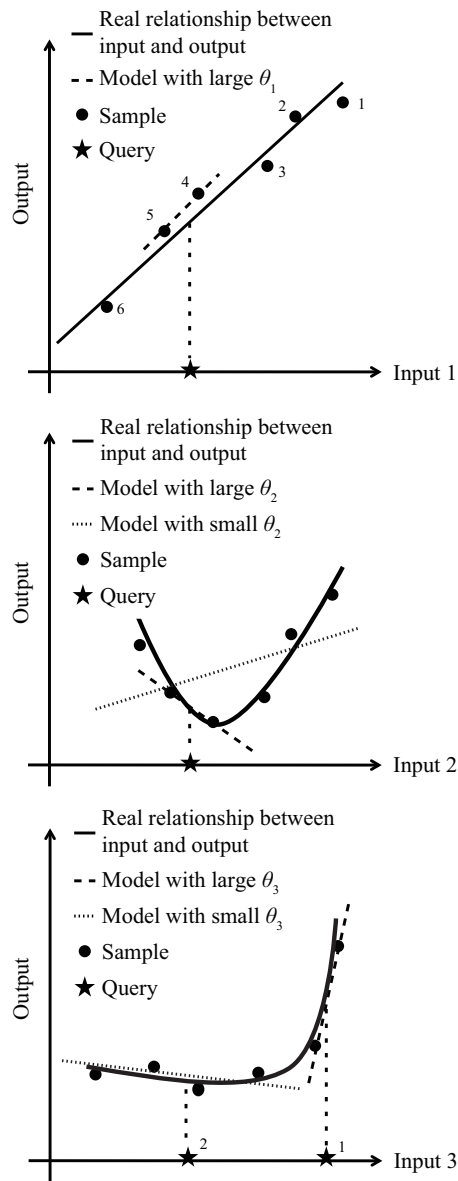 Real relationship between
input and output
Model with large θ₁
Sample
Query
2
1
3
4
5
6
Output
Input 1
Real relationship between
input and output
Model with large θ₂
Model with small θ₂
Sample
Query
Output
Input 2
Real relationship between
input and output
Model with large θ₃
Model with small θ₃
Sample
Query
Output
2
1
Input 3